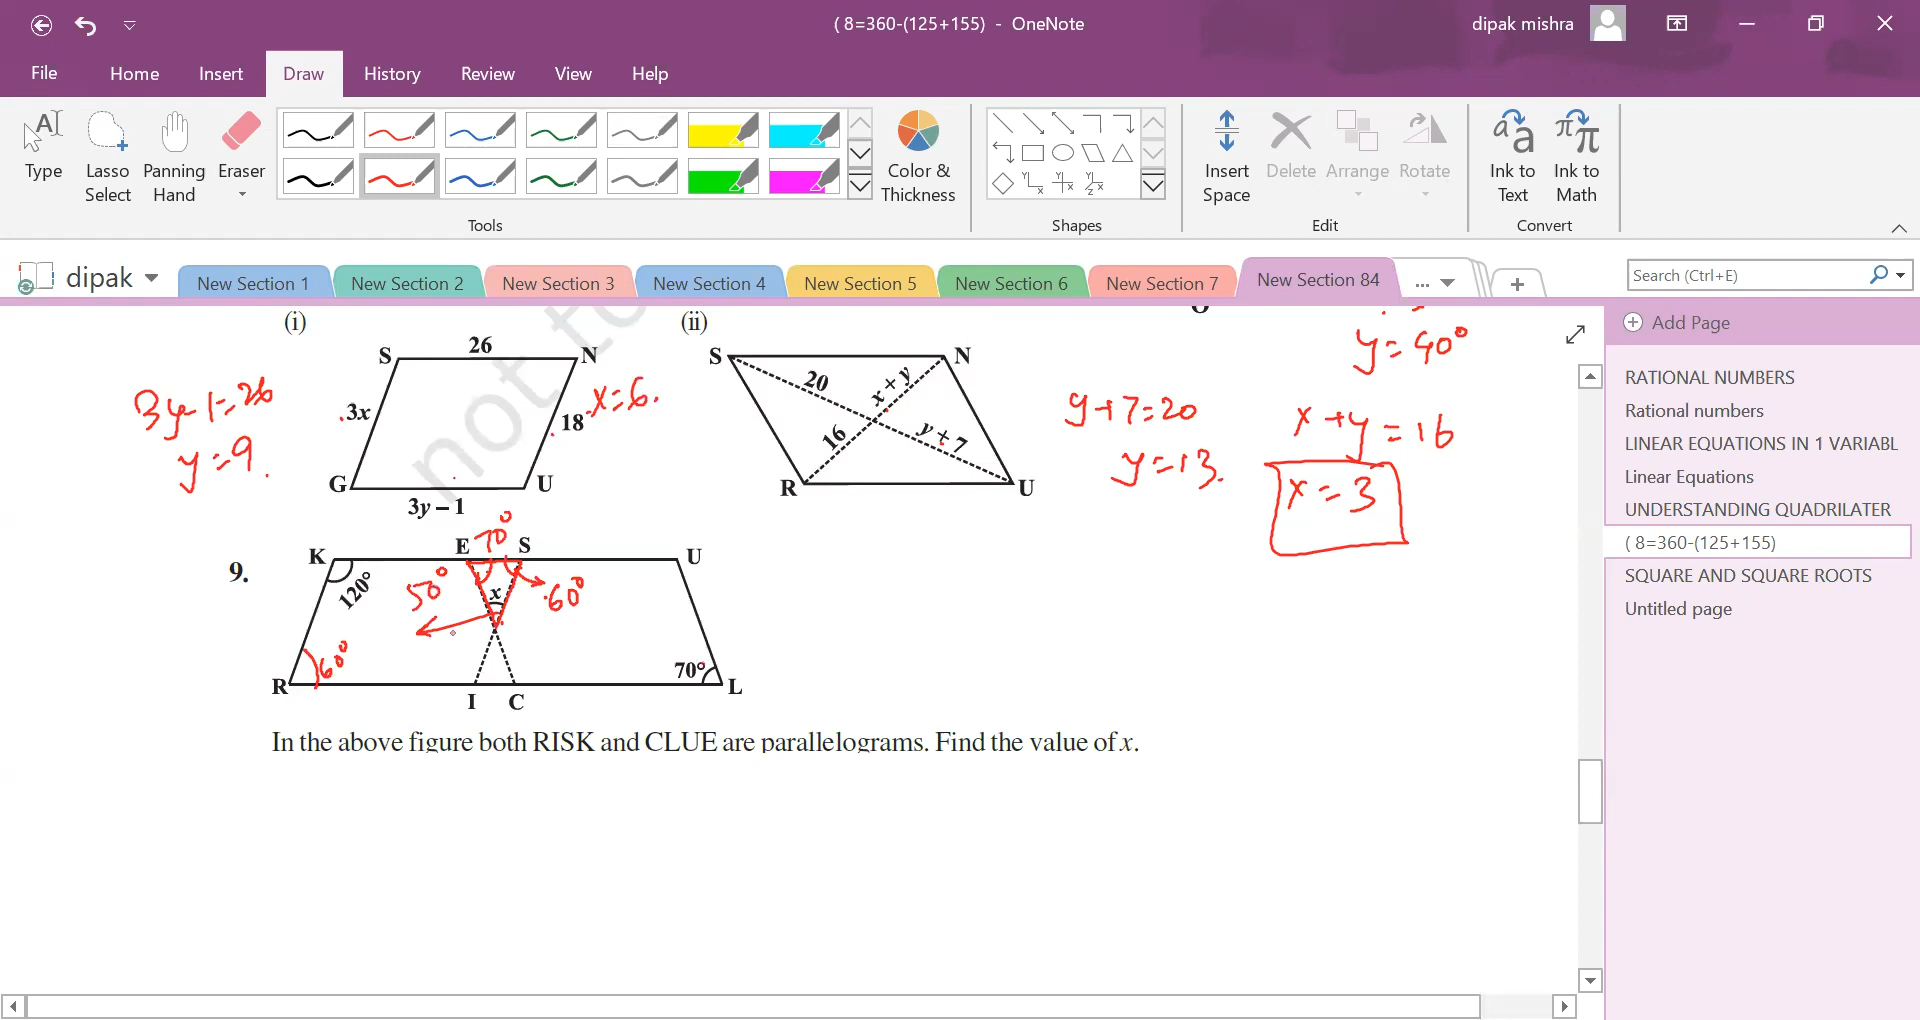 ( 8=360-(125+155) - OneNote
dipak mishra
File Home Insert Draw History Review View Help
Type
Lasso Select
Panning Hand
Eraser
Color & Thickness
Insert Space
Delete
Arrange
Rotate
Ink to Text
Ink to Math
Tools
Shapes
Edit
Convert
dipak
New Section 1 New Section 2 New Section 3 New Section 4 New Section 5 New Section 6 New Section 7 New Section 84 ...
Search (Ctrl+E)
Add Page
RATIONAL NUMBERS
Rational numbers
LINEAR EQUATIONS IN 1 VARIABL
Linear Equations
UNDERSTANDING QUADRILATER
( 8=360-(125+155)
SQUARE AND SQUARE ROOTS
Untitled page
not to
(i)
S 26 N
3x 18
G U
3y – 1
3y-1=26
y=9.
x=6.
(ii)
S N
20 x + y
16 y + 7
R U
y+7=20
y=13.
y=40°
x+y=16
x=3
9.
K E 70° S U
120° 50° x 60°
60° 70°
R I C L
In the above figure both RISK and CLUE are parallelograms. Find the value of x.